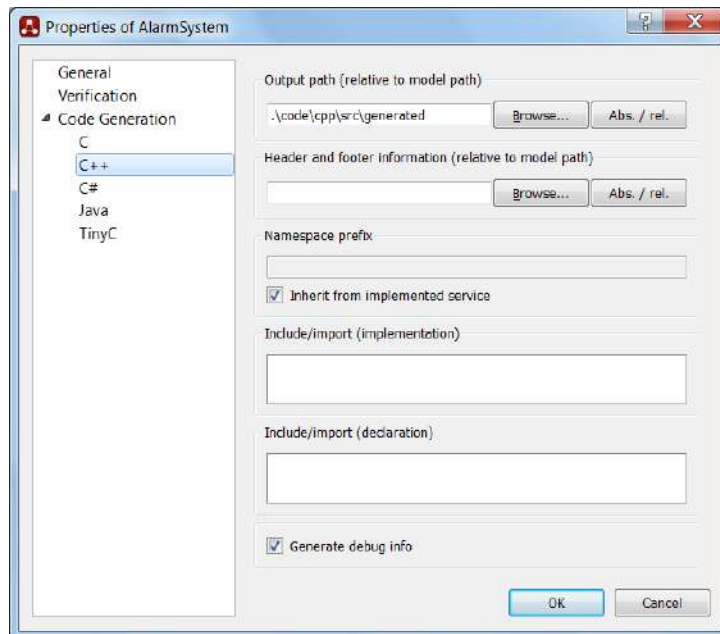 Properties of AlarmSystem
General
Verification
Code Generation
C
C++
C#
Java
TinyC
Output path (relative to model path)
.\code\cpp\src\generated Browse... Abs. / rel.
Header and footer information (relative to model path)
Browse... Abs. / rel.
Namespace prefix
Inherit from implemented service
Include/import (implementation)
Include/import (declaration)
Generate debug info
OK Cancel